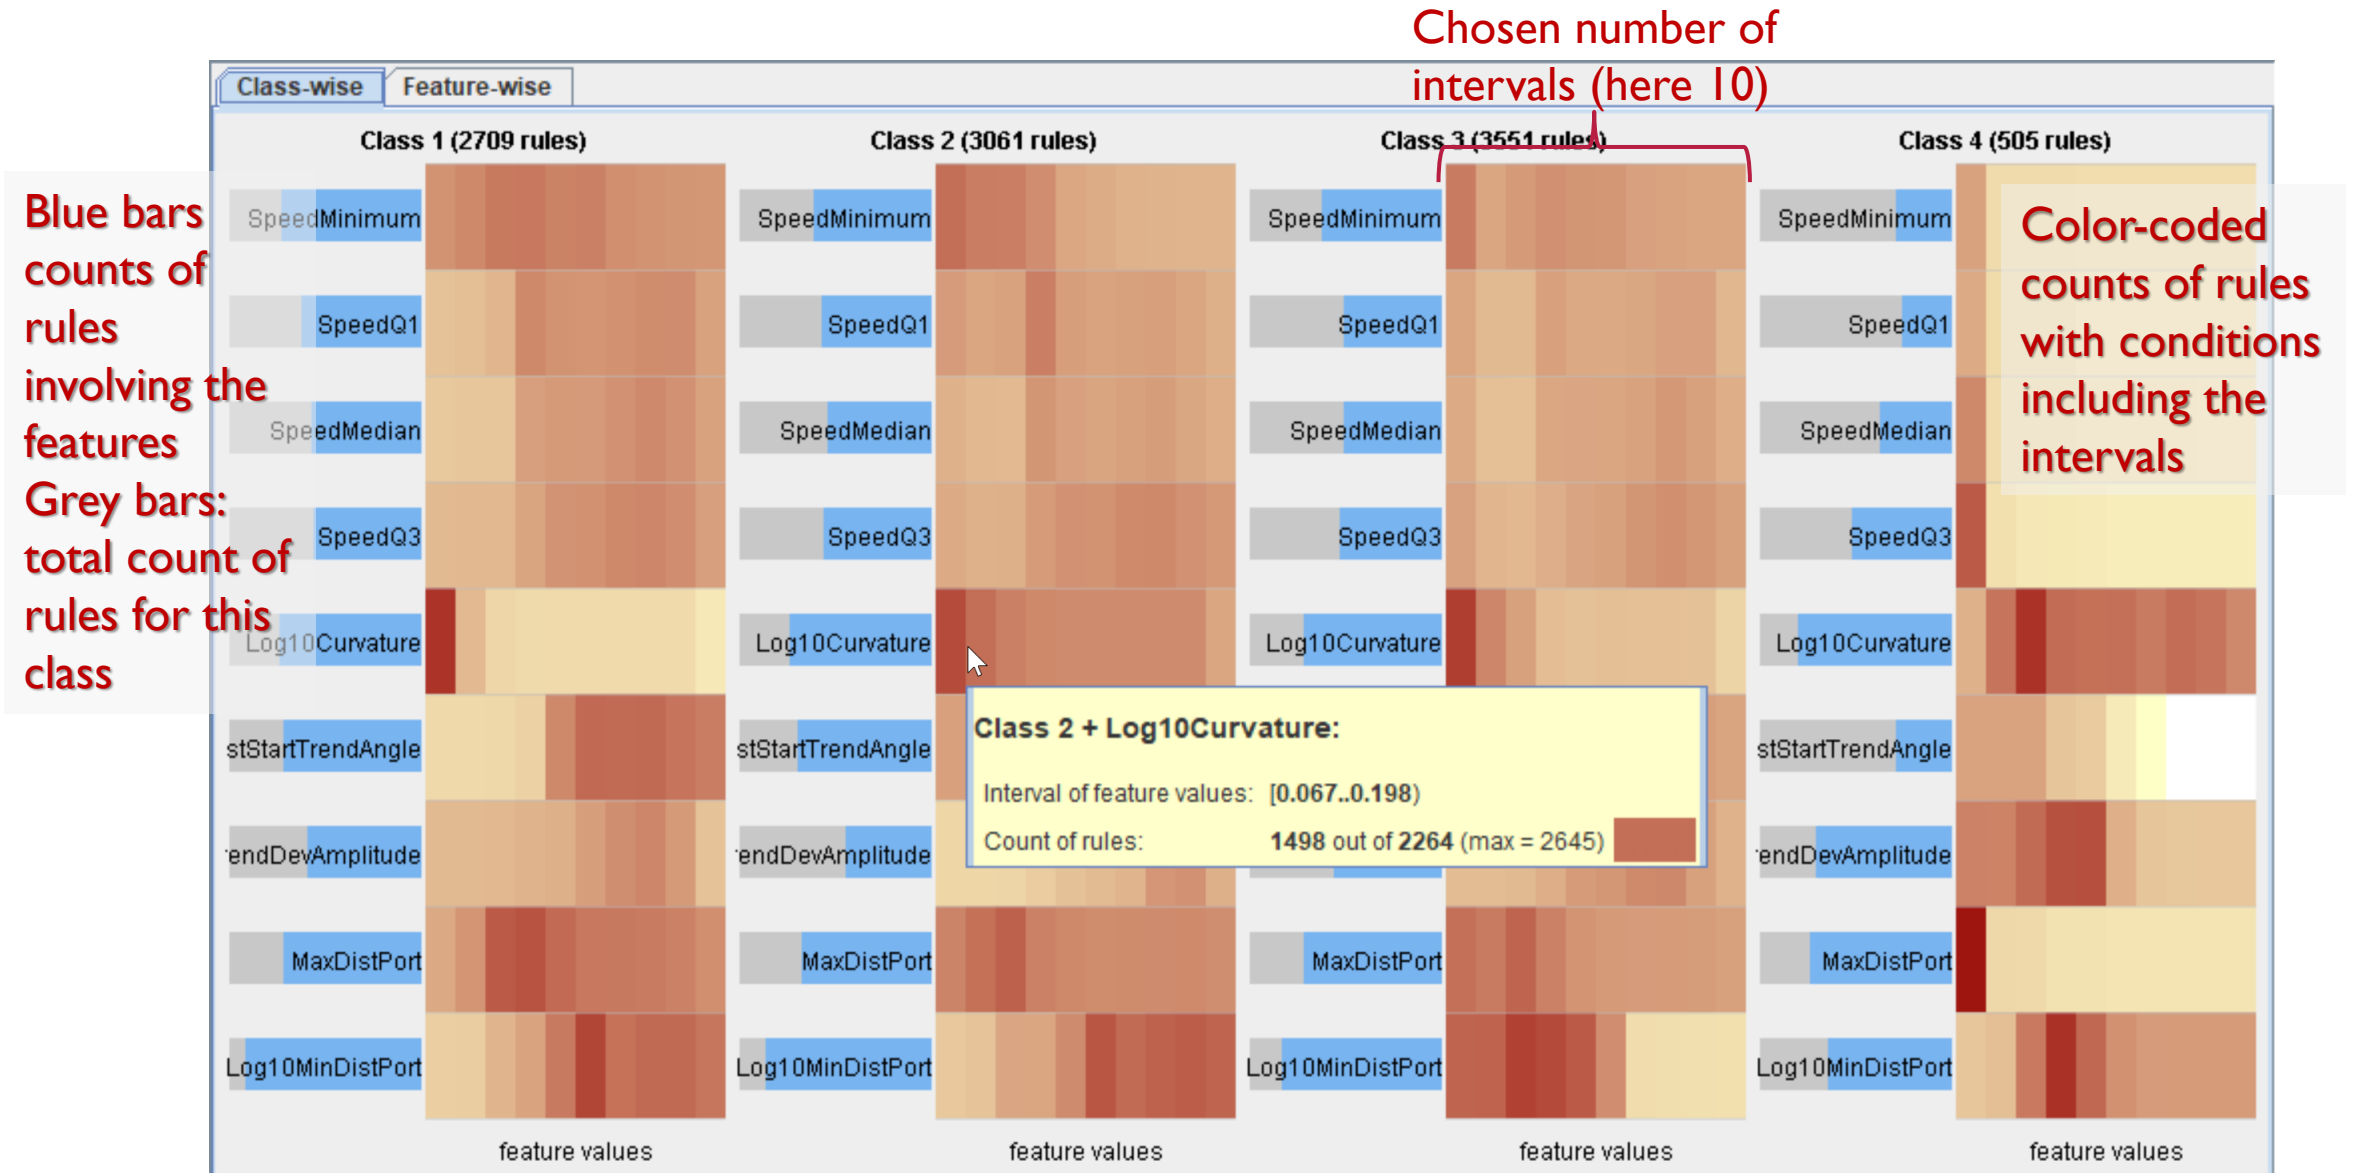 Chosen number of
intervals (here 10)
Class-wise
Feature-wise
Class 1 (2709 rules)
Class 2 (3061 rules)
Class 3 (3551 rules)
Class 4 (505 rules)
Blue bars
counts of
rules
involving the
features
Grey bars:
total count of
rules for this
class
Color-coded
counts of rules
with conditions
including the
intervals
SpeedMinimum
SpeedQ1
SpeedMedian
SpeedQ3
Log10Curvature
stStartTrendAngle
endDevAmplitude
MaxDistPort
Log10MinDistPort
feature values
SpeedMinimum
SpeedQ1
SpeedMedian
SpeedQ3
Log10Curvature
stStartTrendAngle
endDevAmplitude
MaxDistPort
Log10MinDistPort
feature values
SpeedMinimum
SpeedQ1
SpeedMedian
SpeedQ3
Log10Curvature
MaxDistPort
Log10MinDistPort
feature values
SpeedMinimum
SpeedQ1
SpeedMedian
SpeedQ3
Log10Curvature
stStartTrendAngle
endDevAmplitude
MaxDistPort
Log10MinDistPort
feature values
Class 2 + Log10Curvature:
Interval of feature values: [0.067..0.198)
Count of rules: 1498 out of 2264 (max = 2645)